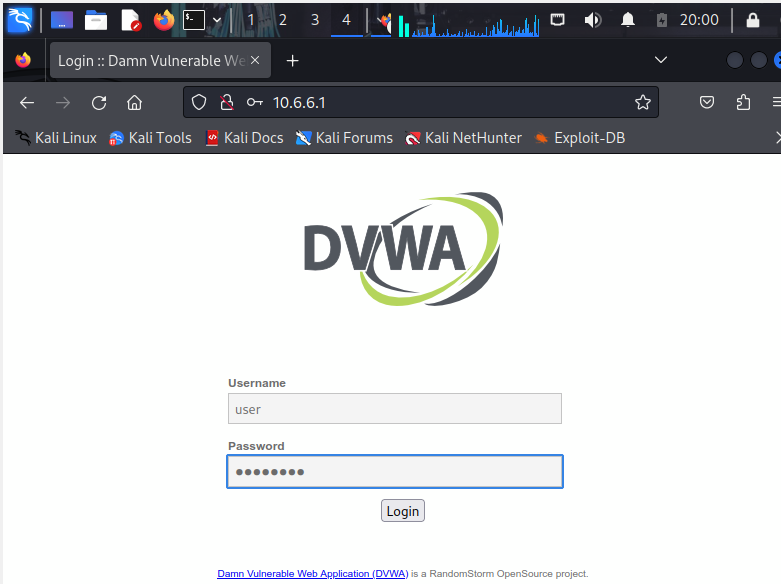 1 2 3 4 20:00
Login :: Damn Vulnerable We
10.6.6.1
Kali Linux Kali Tools Kali Docs Kali Forums Kali NetHunter Exploit-DB
DVWA
Username
user
Password
Login
Damn Vulnerable Web Application (DVWA) is a RandomStorm OpenSource project.